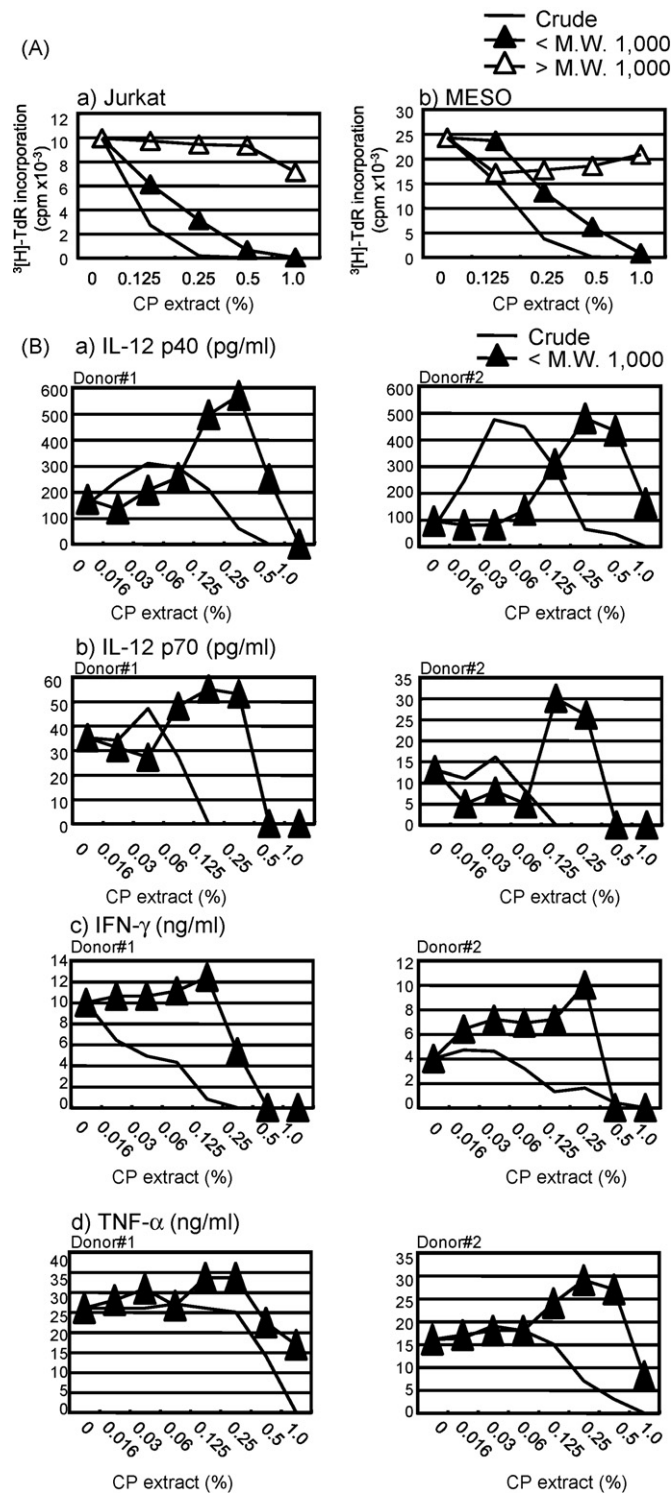 Crude
(A)
< M.W. 1,000
> M.W. 1,000
a) Jurkat
b) MESO
³[H]-TdR incorporation
(cpm x10⁻³)
12
10
8
6
4
2
0
0 0.125 0.25 0.5 1.0
CP extract (%)
³[H]-TdR incorporation
(cpm x10⁻³)
30
25
20
15
10
5
0
0 0.125 0.25 0.5 1.0
CP extract (%)
(B)
a) IL-12 p40 (pg/ml)
Crude
< M.W. 1,000
Donor#1
600
500
400
300
200
100
0
0 0.016 0.03 0.06 0.125 0.25 0.5 1.0
CP extract (%)
Donor#2
600
500
400
300
200
100
0
0 0.016 0.03 0.06 0.125 0.25 0.5 1.0
CP extract (%)
b) IL-12 p70 (pg/ml)
Donor#1
60
50
40
30
20
10
0
0 0.016 0.03 0.06 0.125 0.25 0.5 1.0
CP extract (%)
Donor#2
35
30
25
20
15
10
5
0
0 0.016 0.03 0.06 0.125 0.25 0.5 1.0
CP extract (%)
c) IFN-γ (ng/ml)
Donor#1
14
12
10
8
6
4
2
0
0 0.016 0.03 0.06 0.125 0.25 0.5 1.0
CP extract (%)
Donor#2
12
10
8
6
4
2
0
0 0.016 0.03 0.06 0.125 0.25 0.5 1.0
CP extract (%)
d) TNF-α (ng/ml)
Donor#1
40
35
30
25
20
15
10
5
0
0 0.016 0.03 0.06 0.125 0.25 0.5 1.0
CP extract (%)
Donor#2
35
30
25
20
15
10
5
0
0 0.016 0.03 0.06 0.125 0.25 0.5 1.0
CP extract (%)